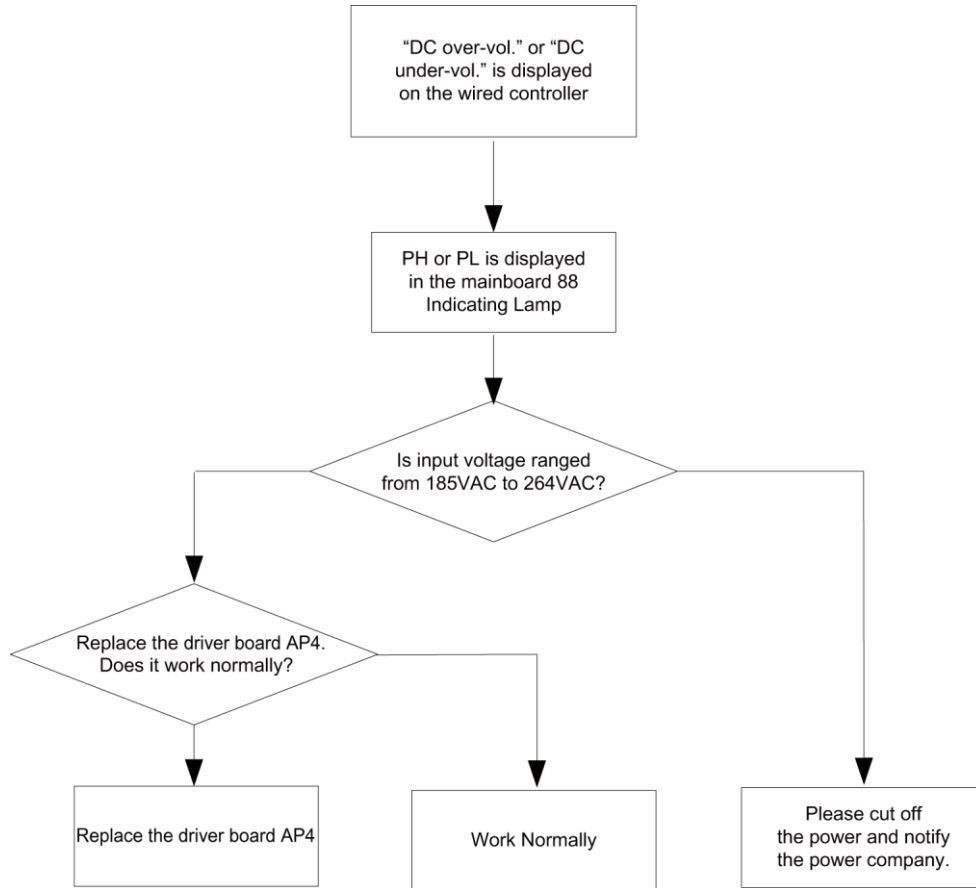 “DC over-vol.” or “DC
under-vol.” is displayed
on the wired controller
PH or PL is displayed
in the mainboard 88
Indicating Lamp
Is input voltage ranged
from 185VAC to 264VAC?
Replace the driver board AP4.
Does it work normally?
Replace the driver board AP4
Work Normally
Please cut off
the power and notify
the power company.